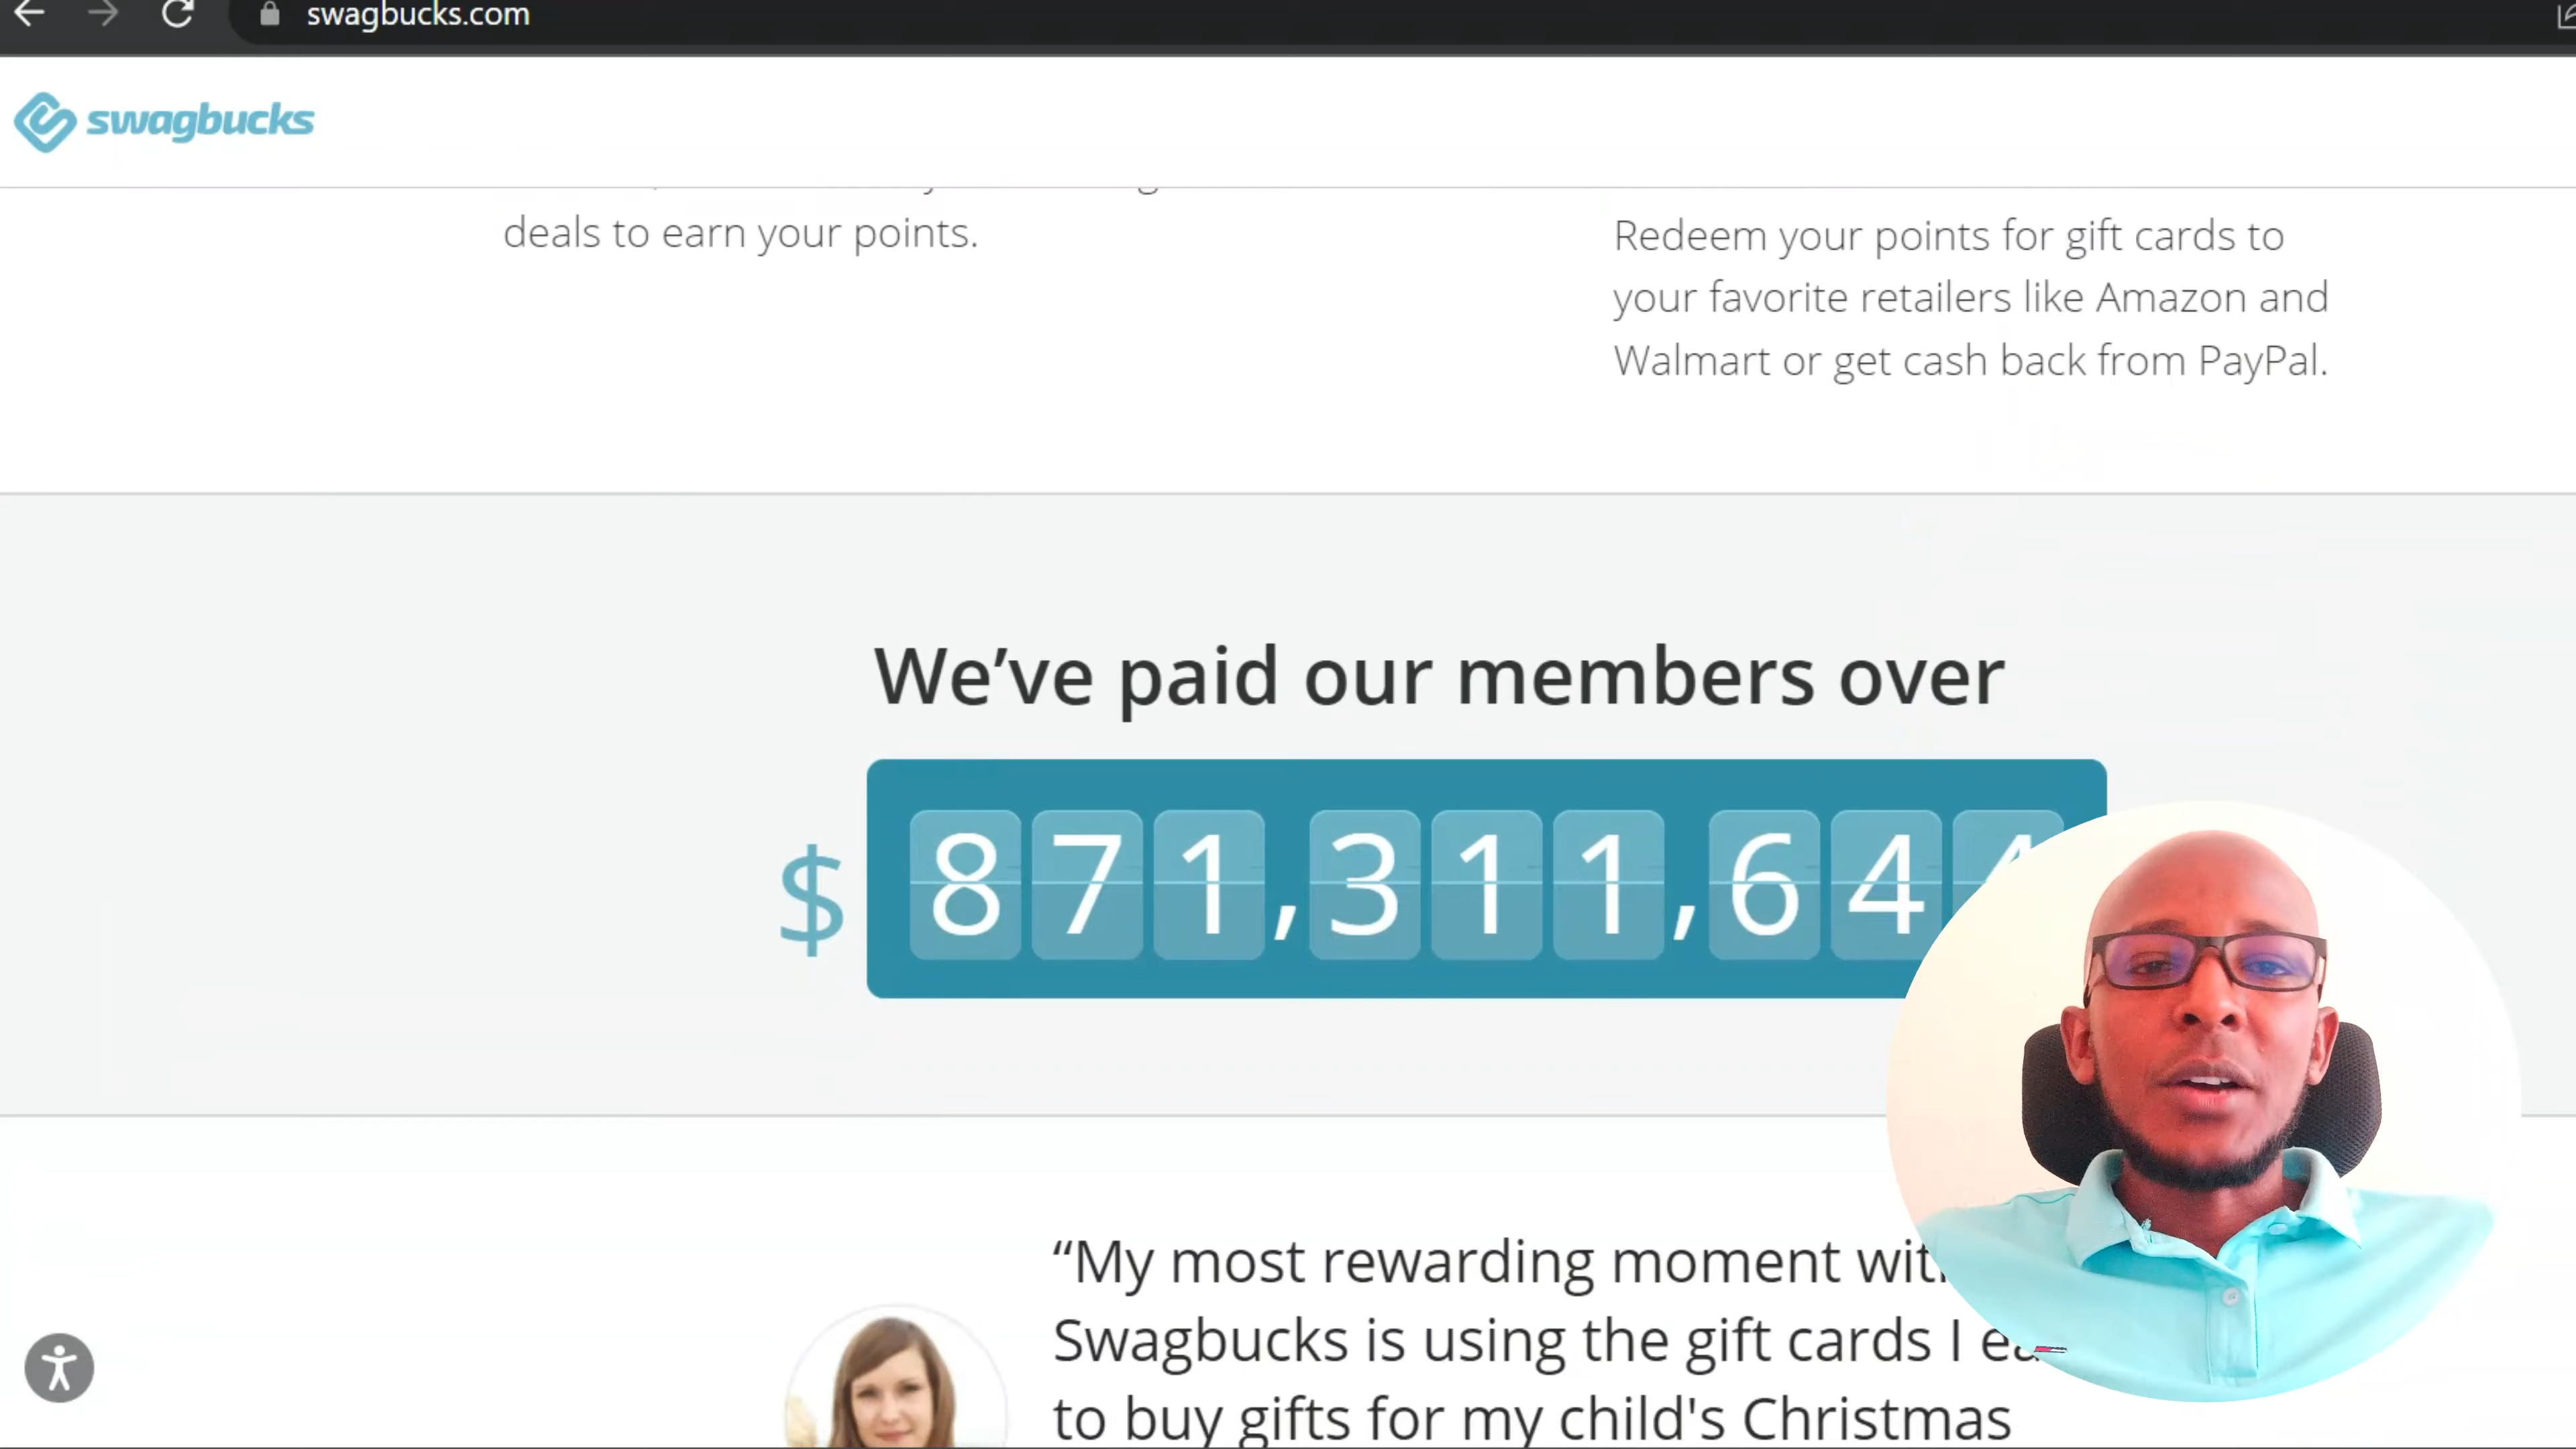 swagbucks.com
swagbucks
deals to earn your points.
Redeem your points for gift cards to
your favorite retailers like Amazon and
Walmart or get cash back from PayPal.
We’ve paid our members over
$ 871,311,644
“My most rewarding moment with
Swagbucks is using the gift cards I
to buy gifts for my child's Christmas